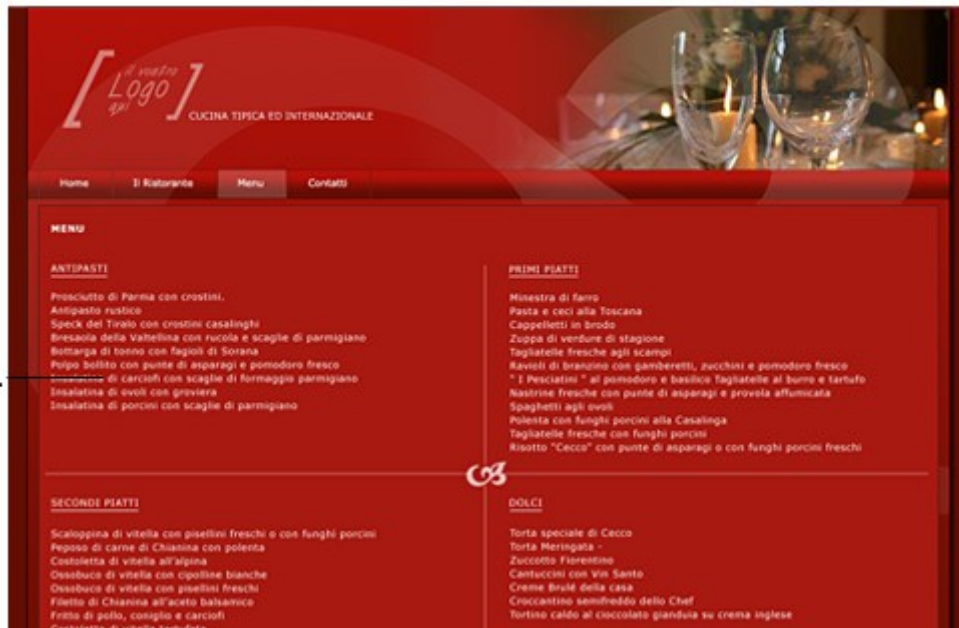 il vostro
Logo
qui
CUCINA TIPICA ED INTERNAZIONALE
Home Il Ristorante Menu Contatti
MENU
ANTIPASTI
Prosciutto di Parma con crostini.
Antipasto rustico
Speck del Tiralo con crostini casalinghi
Bresaola della Valtellina con rucola e scaglie di parmigiano
Bottarga di tonno con fagioli di Sorana
Polpo bollito con punte di asparagi e pomodoro fresco
Insalatina di carciofi con scaglie di formaggio parmigiano
Insalatina di ovoli con groviera
Insalatina di porcini con scaglie di parmigiano
PRIMI PIATTI
Minestra di farro
Pasta e ceci alla Toscana
Cappelletti in brodo
Zuppa di verdure di stagione
Tagliatelle fresche agli scampi
Ravioli di branzino con gamberetti, zucchini e pomodoro fresco
" I Pesciatini " al pomodoro e basilico Tagliatelle al burro e tartufo
Nastrine fresche con punte di asparagi e provola affumicata
Spaghetti agli ovoli
Polenta con funghi porcini alla Casalinga
Tagliatelle fresche con funghi porcini
Risotto "Cecco" con punte di asparagi o con funghi porcini freschi
SECONDI PIATTI
Scaloppina di vitella con pisellini freschi o con funghi porcini
Peposo di carne di Chianina con polenta
Costoletta di vitella all'alpina
Ossobuco di vitella con cipolline bianche
Ossobuco di vitella con pisellini freschi
Filetto di Chianina all'aceto balsamico
Fritto di pollo, coniglio e carciofi
Costoletta di vitella tartufata
DOLCI
Torta speciale di Cecco
Torta Meringata -
Zuccotto Fiorentino
Cantuccini con Vin Santo
Creme Brulé della casa
Croccantino semifreddo dello Chef
Tortino caldo al cioccolato gianduia su crema inglese